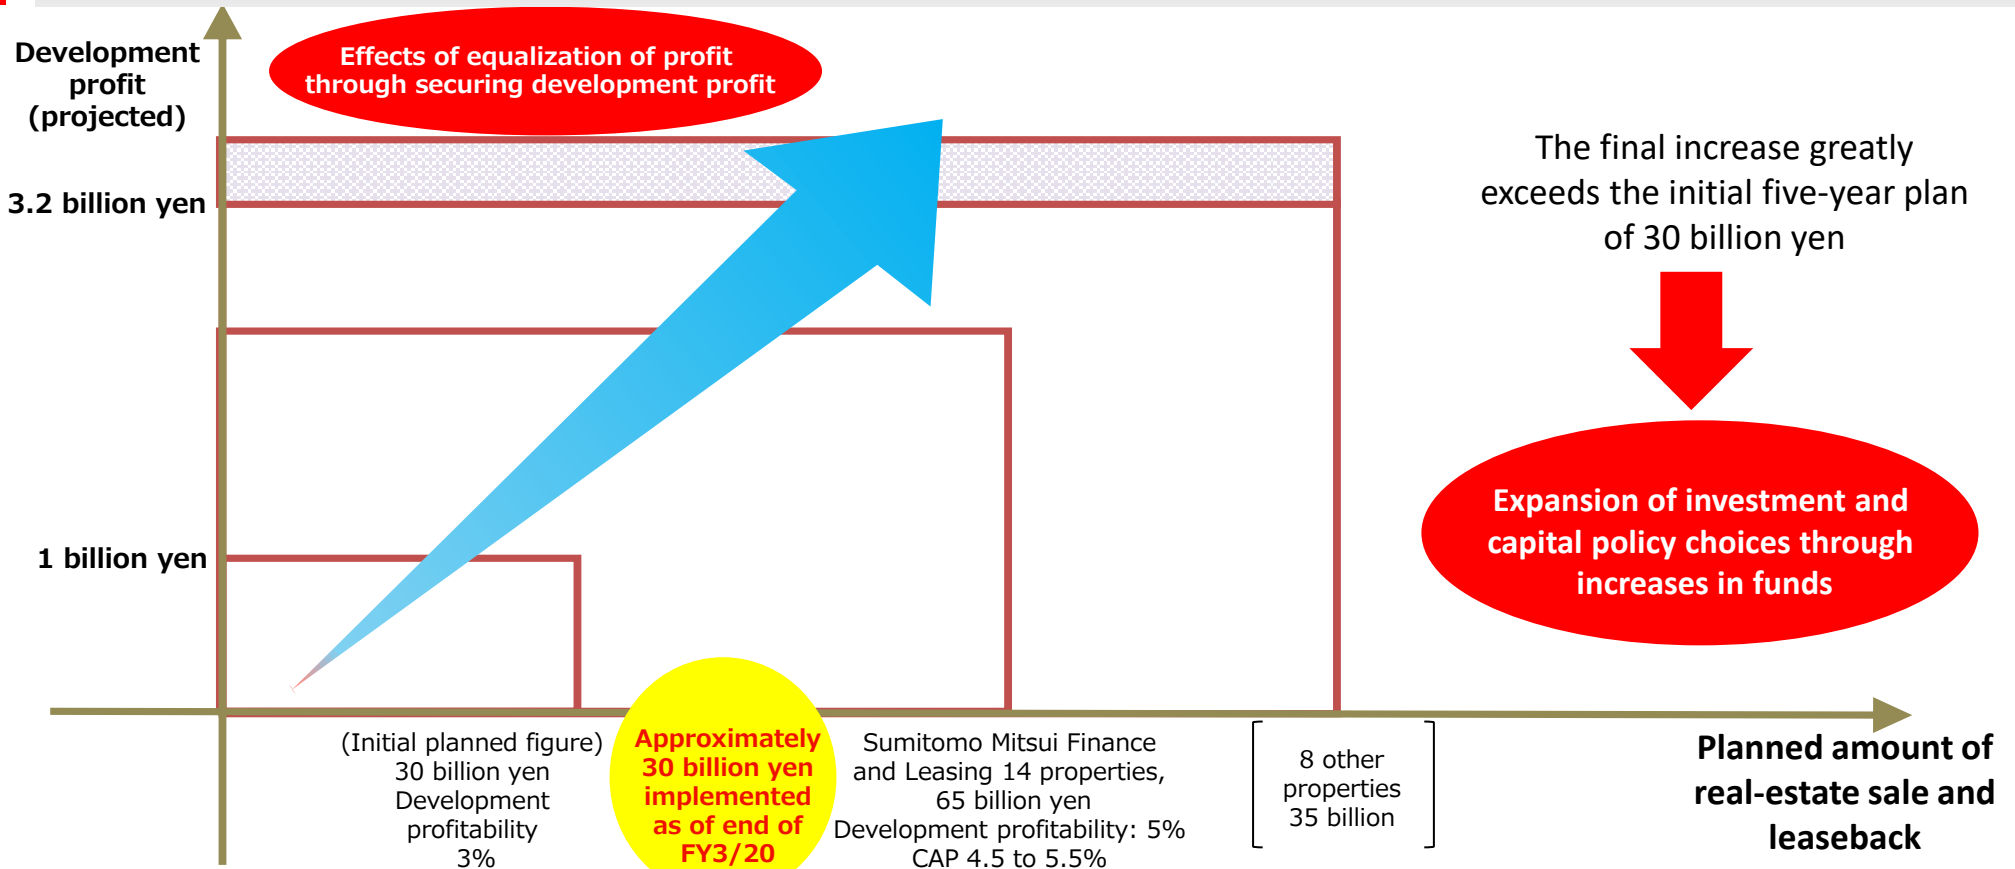 Development
profit
(projected)
Effects of equalization of profit
through securing development profit
3.2 billion yen
1 billion yen
The final increase greatly
exceeds the initial five-year plan
of 30 billion yen
Expansion of investment and
capital policy choices through
increases in funds
(Initial planned figure)
30 billion yen
Development
profitability
3%
Approximately
30 billion yen
implemented
as of end of
FY3/20
Sumitomo Mitsui Finance
and Leasing 14 properties,
65 billion yen
Development profitability: 5%
CAP 4.5 to 5.5%
8 other
properties
35 billion
Planned amount of
real-estate sale and
leaseback